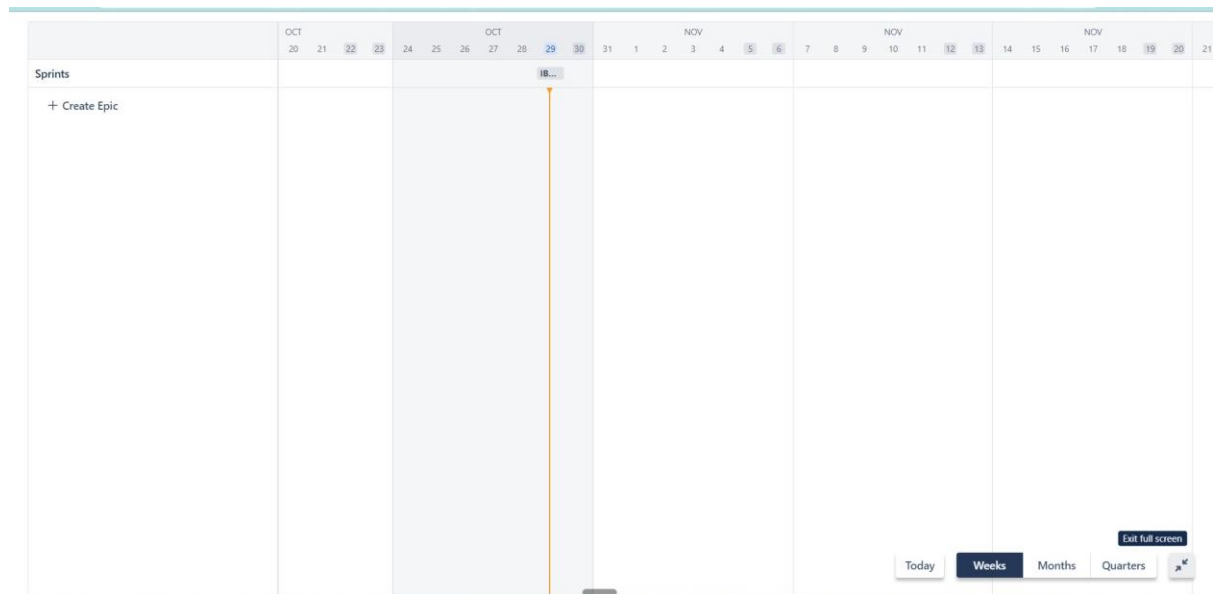 OCT OCT NOV NOV NOV
20 21 22 23 24 25 26 27 28 29 30 31 1 2 3 4 5 6 7 8 9 10 11 12 13 14 15 16 17 18 19 20 21
Sprints IB...
+ Create Epic
Exit full screen
Today Weeks Months Quarters